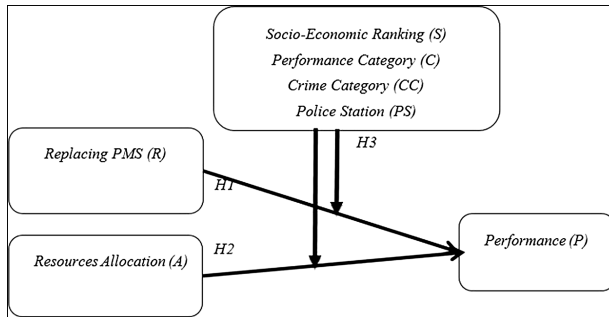 Socio-Economic Ranking (S)
Performance Category (C)
Crime Category (CC)
Police Station (PS)
H3
Replacing PMS (R)
H1
H2
Resources Allocation (A)
Performance (P)